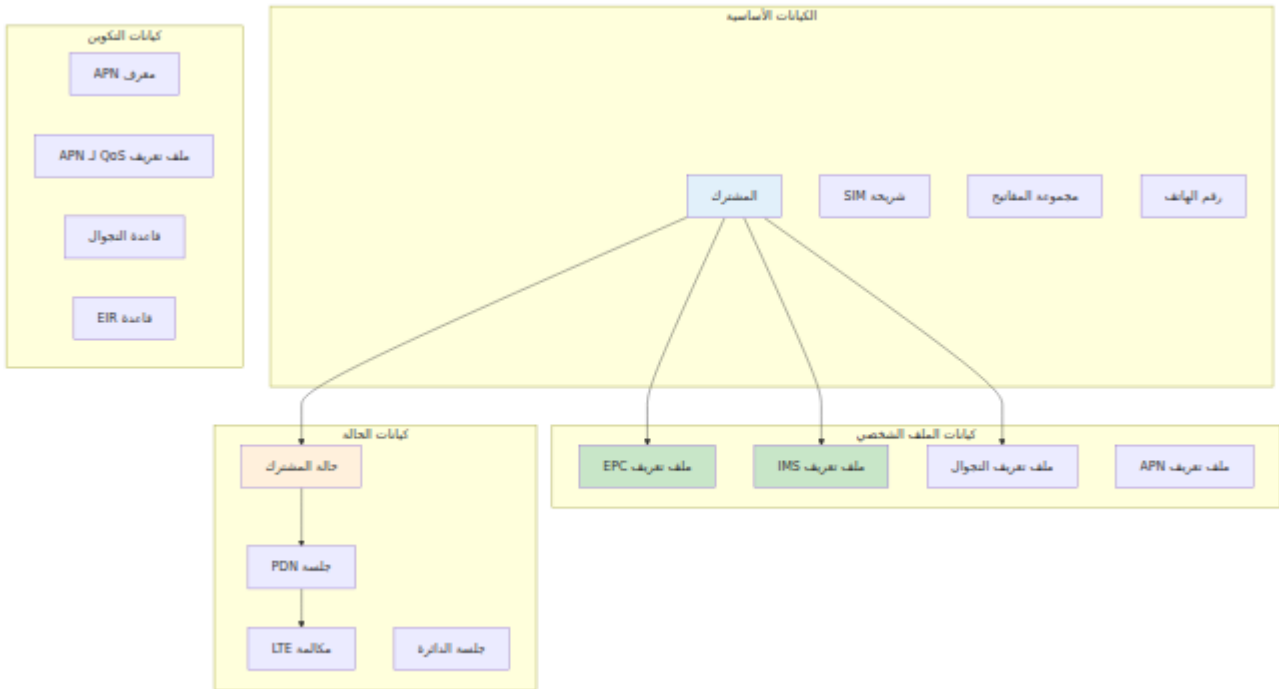 الكيانات الأساسية
المشترك
شريحة SIM
مجموعة المفاتيح
رقم الهاتف
كيانات التكوين
معرف APN
ملف تعريف QoS لـ APN
قاعدة التجوال
قاعدة EIR
كيانات الملف الشخصي
ملف تعريف EPC
ملف تعريف IMS
ملف تعريف التجوال
ملف تعريف APN
كيانات الحالة
حالة المشترك
جلسة PDN
مكالمة LTE
جلسة الدائرة